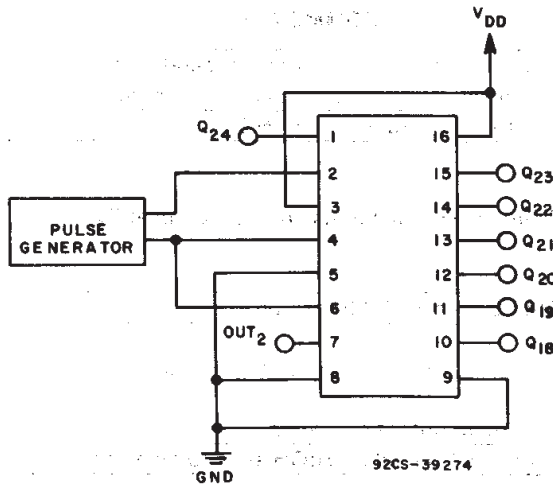 VDD
Q24
1
16
2
15
Q23
3
14
Q22
PULSE
GENERATOR
4
13
Q21
5
12
Q20
6
11
Q19
OUT2
7
10
Q18
8
9
GND
92CS-39274